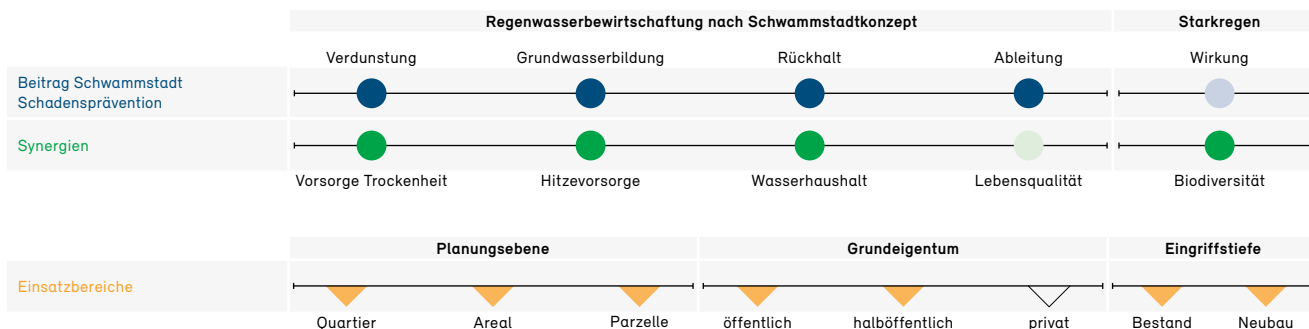 Regenwasserbewirtschaftung nach Schwammstadtkonzept Starkregen
Verdunstung Grundwasserbildung Rückhalt Ableitung Wirkung
Beitrag Schwammstadt
Schadensprävention
Synergien
Vorsorge Trockenheit Hitzevorsorge Wasserhaushalt Lebensqualität Biodiversität
Planungsebene Grundeigentum Eingriffstiefe
Einsatzbereiche
Quartier Areal Parzelle öffentlich halböffentlich privat Bestand Neubau